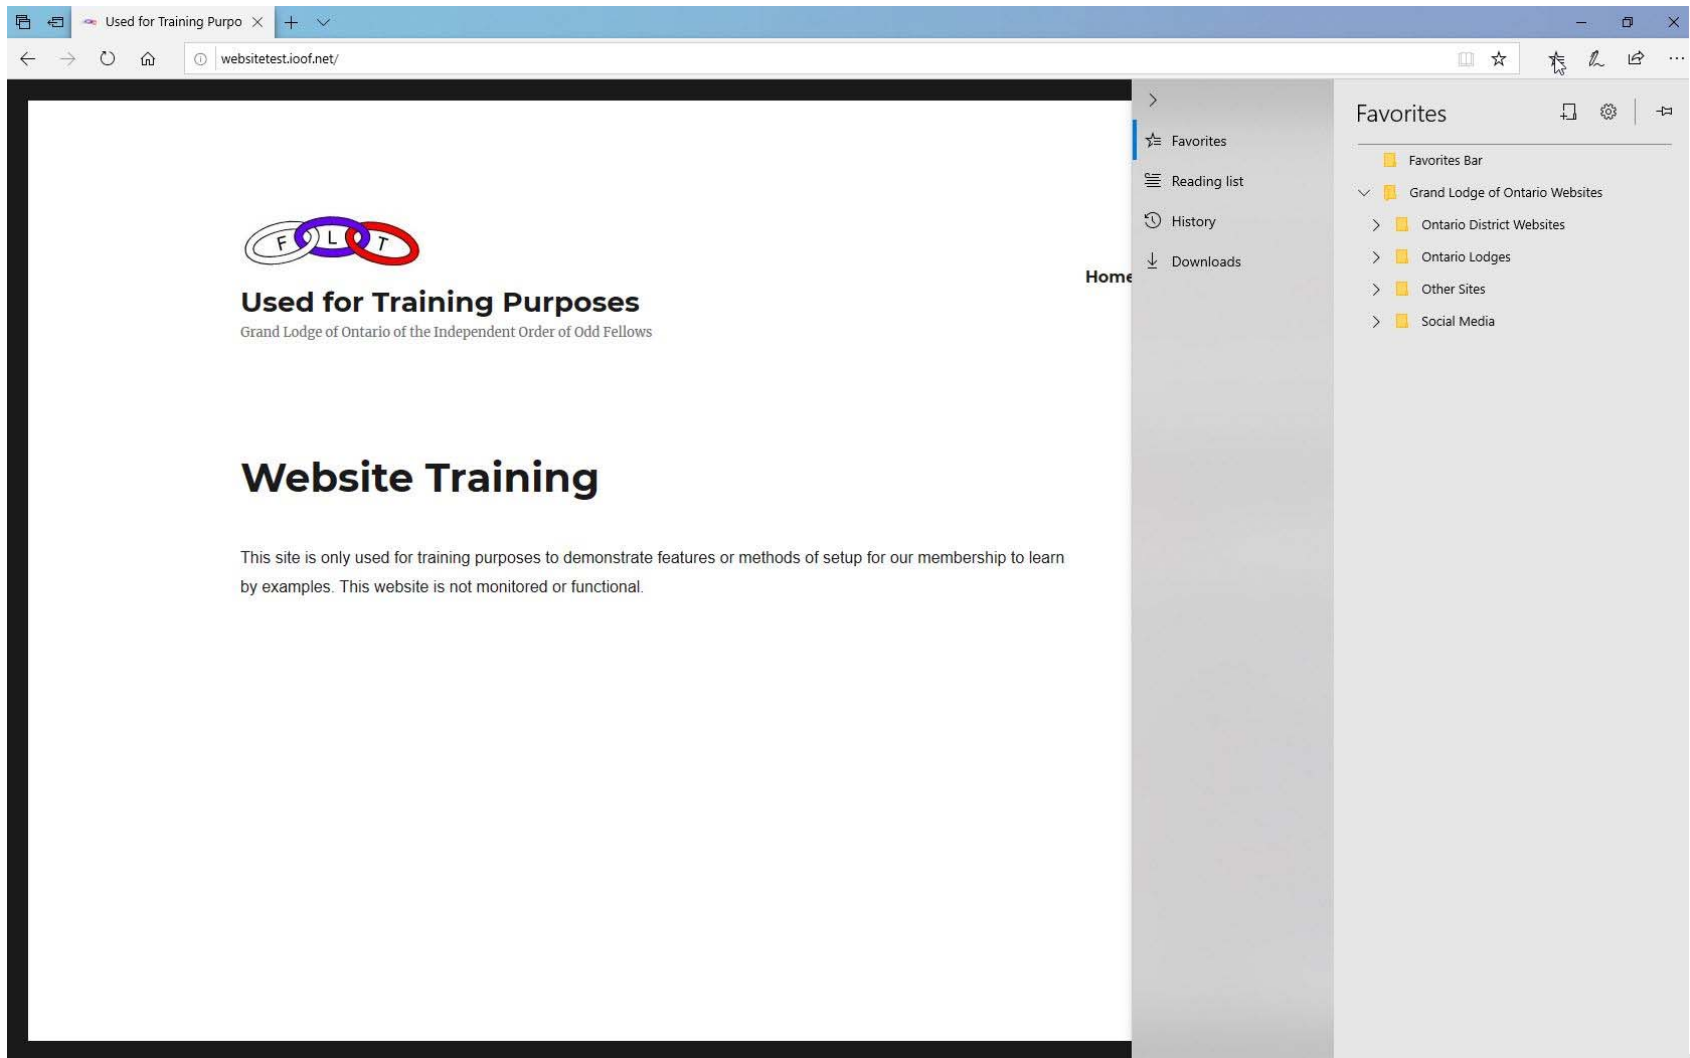 Used for Training Purpo
websitetest.ioof.net/
F L T
Used for Training Purposes
Grand Lodge of Ontario of the Independent Order of Odd Fellows
Home
Website Training
This site is only used for training purposes to demonstrate features or methods of setup for our membership to learn
by examples. This website is not monitored or functional.
Favorites
Reading list
History
Downloads
Favorites
Favorites Bar
Grand Lodge of Ontario Websites
Ontario District Websites
Ontario Lodges
Other Sites
Social Media